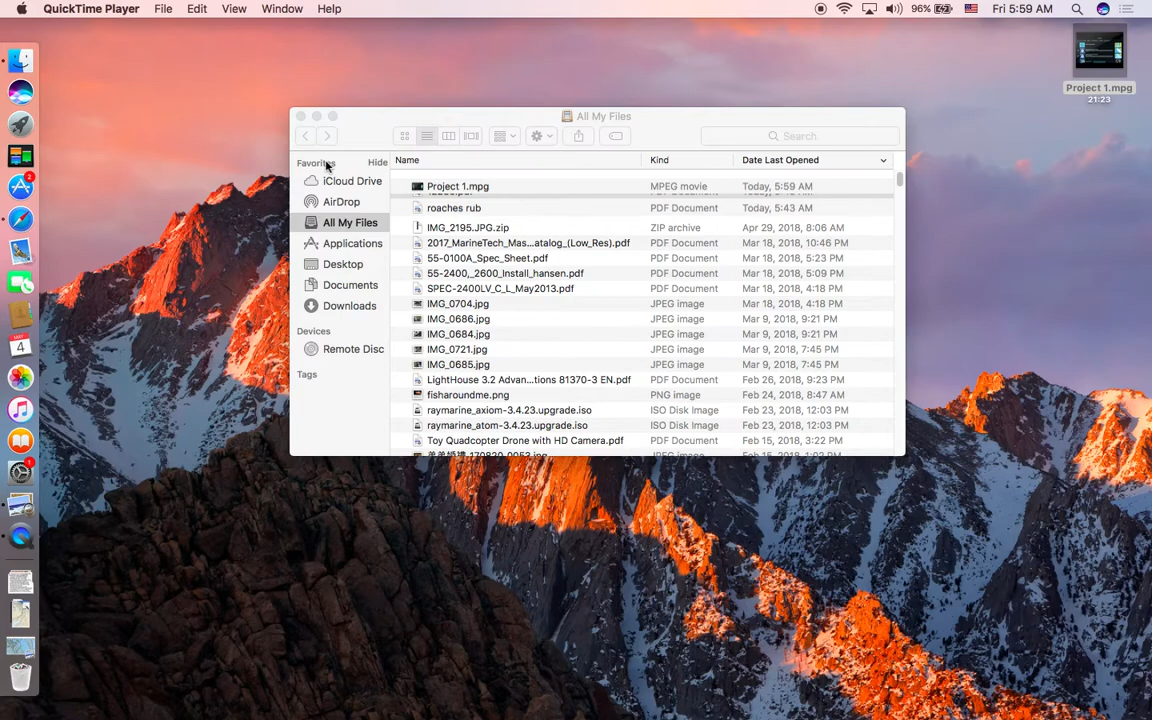 QuickTime Player File Edit View Window Help 96% Fri 5:59 AM
Project 1.mpg
21:23
All My Files
Search
Favorites Hide
iCloud Drive
AirDrop
All My Files
Applications
Desktop
Documents
Downloads
Devices
Remote Disc
Tags
Name Kind Date Last Opened
Project 1.mpg MPEG movie Today, 5:59 AM
roaches rub PDF Document Today, 5:43 AM
IMG_2195.JPG.zip ZIP archive Apr 29, 2018, 8:06 AM
2017_MarineTech_Mas...atalog_(Low_Res).pdf PDF Document Mar 18, 2018, 10:46 PM
55-0100A_Spec_Sheet.pdf PDF Document Mar 18, 2018, 5:23 PM
55-2400,_2600_Install_hansen.pdf PDF Document Mar 18, 2018, 5:09 PM
SPEC-2400LV_C_L_May2013.pdf PDF Document Mar 18, 2018, 4:18 PM
IMG_0704.jpg JPEG image Mar 18, 2018, 4:18 PM
IMG_0686.jpg JPEG image Mar 9, 2018, 9:21 PM
IMG_0684.jpg JPEG image Mar 9, 2018, 9:21 PM
IMG_0721.jpg JPEG image Mar 9, 2018, 7:45 PM
IMG_0685.jpg JPEG image Mar 9, 2018, 7:45 PM
LightHouse 3.2 Advan...tions 81370-3 EN.pdf PDF Document Feb 26, 2018, 9:23 PM
fisharoundme.png PNG image Feb 24, 2018, 8:47 AM
raymarine_axiom-3.4.23.upgrade.iso ISO Disk Image Feb 23, 2018, 12:03 PM
raymarine_atom-3.4.23.upgrade.iso ISO Disk Image Feb 23, 2018, 12:03 PM
Toy Quadcopter Drone with HD Camera.pdf PDF Document Feb 15, 2018, 3:22 PM
MAY
4
2
1